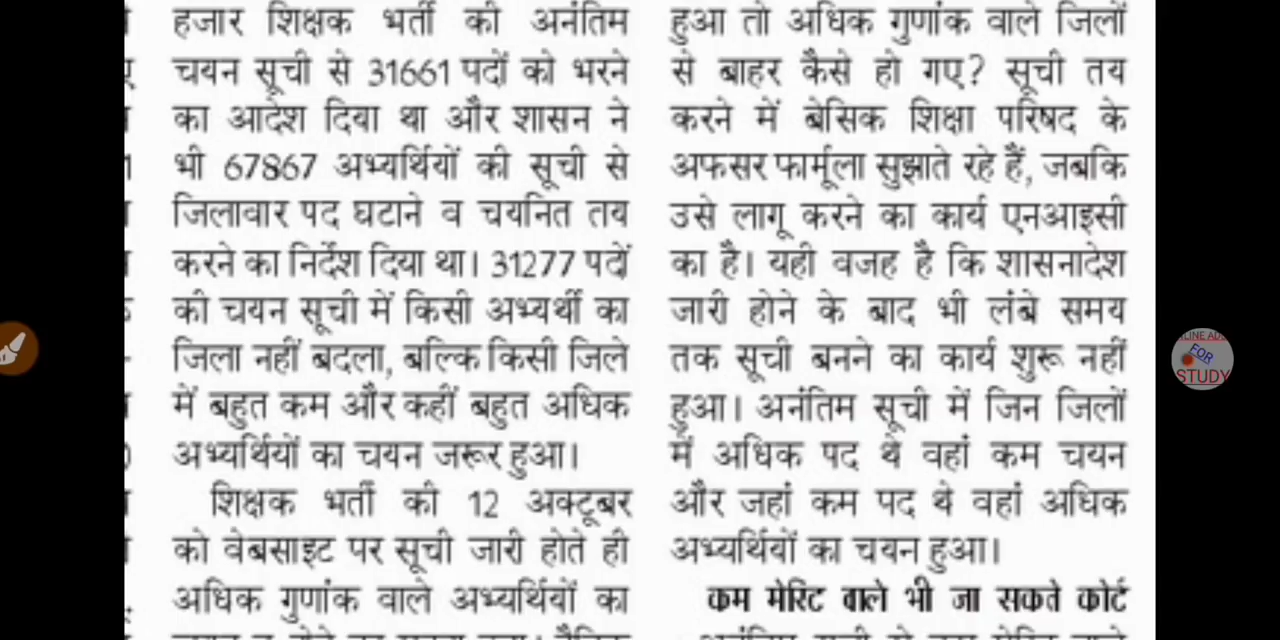 हजार शिक्षक भर्ती की अनंतिम
चयन सूची से 31661 पदों को भरने
का आदेश दिया था और शासन ने
भी 67867 अभ्यर्थियों की सूची से
जिलावार पद घटाने व चयनित तय
करने का निर्देश दिया था। 31277 पदों
की चयन सूची में किसी अभ्यर्थी का
जिला नहीं बदला, बल्कि किसी जिले
में बहुत कम और कहीं बहुत अधिक
अभ्यर्थियों का चयन जरूर हुआ।
शिक्षक भर्ती की 12 अक्टूबर
को वेबसाइट पर सूची जारी होते ही
अधिक गुणांक वाले अभ्यर्थियों का
हुआ तो अधिक गुणांक वाले जिलों
से बाहर कैसे हो गए? सूची तय
करने में बेसिक शिक्षा परिषद के
अफसर फार्मूला सुझाते रहे हैं, जबकि
उसे लागू करने का कार्य एनआइसी
का है। यही वजह है कि शासनादेश
जारी होने के बाद भी लंबे समय
तक सूची बनने का कार्य शुरू नहीं
हुआ। अनंतिम सूची में जिन जिलों
में अधिक पद थे वहां कम चयन
और जहां कम पद थे वहां अधिक
अभ्यर्थियों का चयन हुआ।
कम मेरिट वाले भी जा सकते कोर्ट
FOR
STUDY